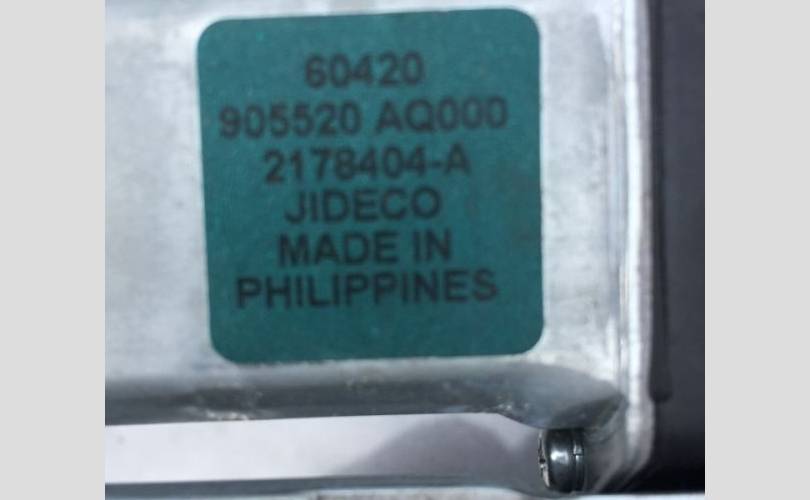 60420
905520 AQ000
2178404-A
JIDECO
MADE IN
PHILIPPINES